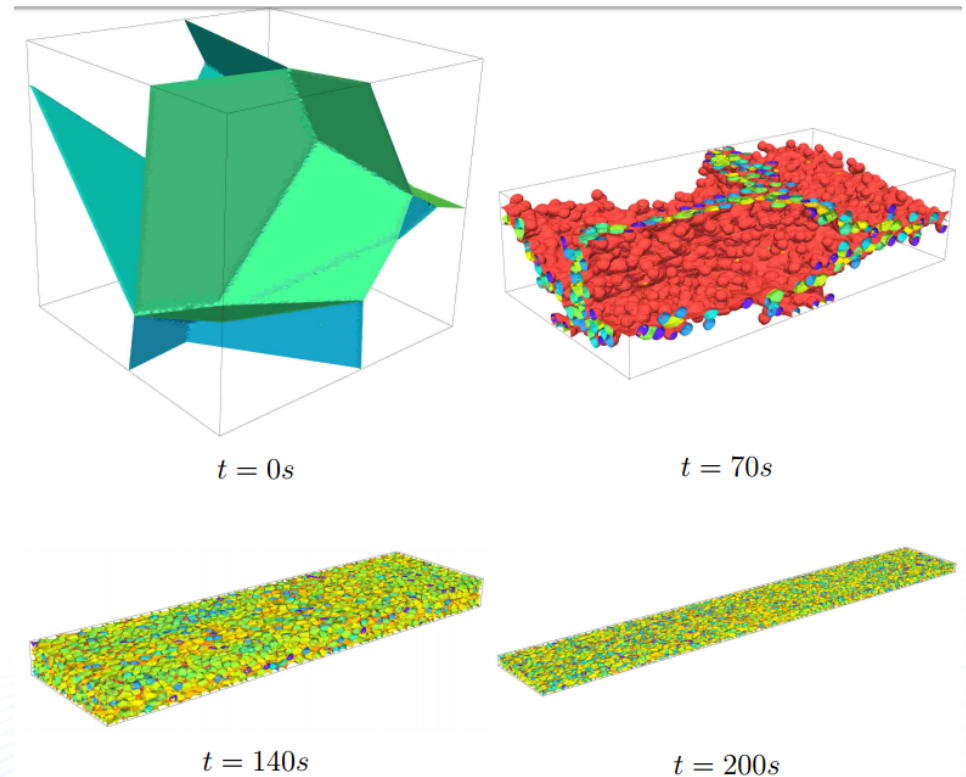 t = 0s
t = 70s
t = 140s
t = 200s